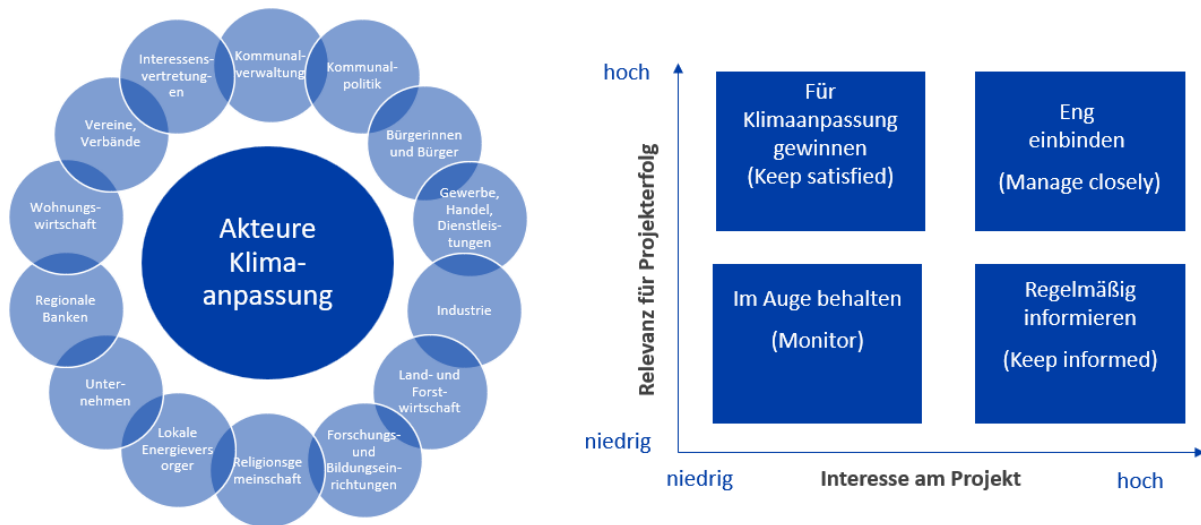 Akteure
Klima-
anpassung
Kommunal-
verwaltung
Kommunal-
politik
Bürgerinnen
und Bürger
Gewerbe,
Handel,
Dienstleis-
tungen
Industrie
Land- und
Forst-
wirtschaft
Forschungs-
und
Bildungsein-
richtungen
Religionsge
meinschaft
Lokale
Energievers
orger
Unter-
nehmen
Regionale
Banken
Wohnungs-
wirtschaft
Vereine,
Verbände
Interessens-
vertretung-
en
hoch
Relevanz für Projekterfolg
niedrig
Für
Klimaanpassung
gewinnen
(Keep satisfied)
Eng
einbinden
(Manage closely)
Im Auge behalten
(Monitor)
Regelmäßig
informieren
(Keep informed)
niedrig
Interesse am Projekt
hoch